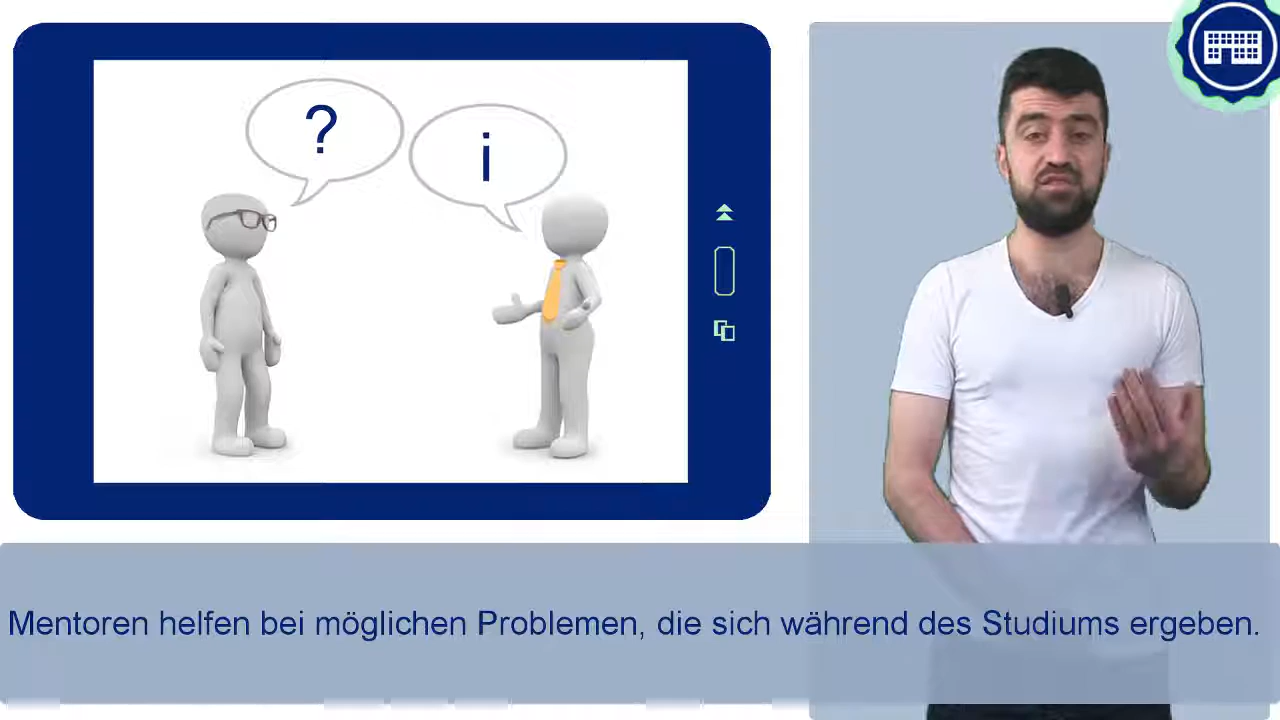 ?
i
Mentoren helfen bei möglichen Problemen, die sich während des Studiums ergeben.